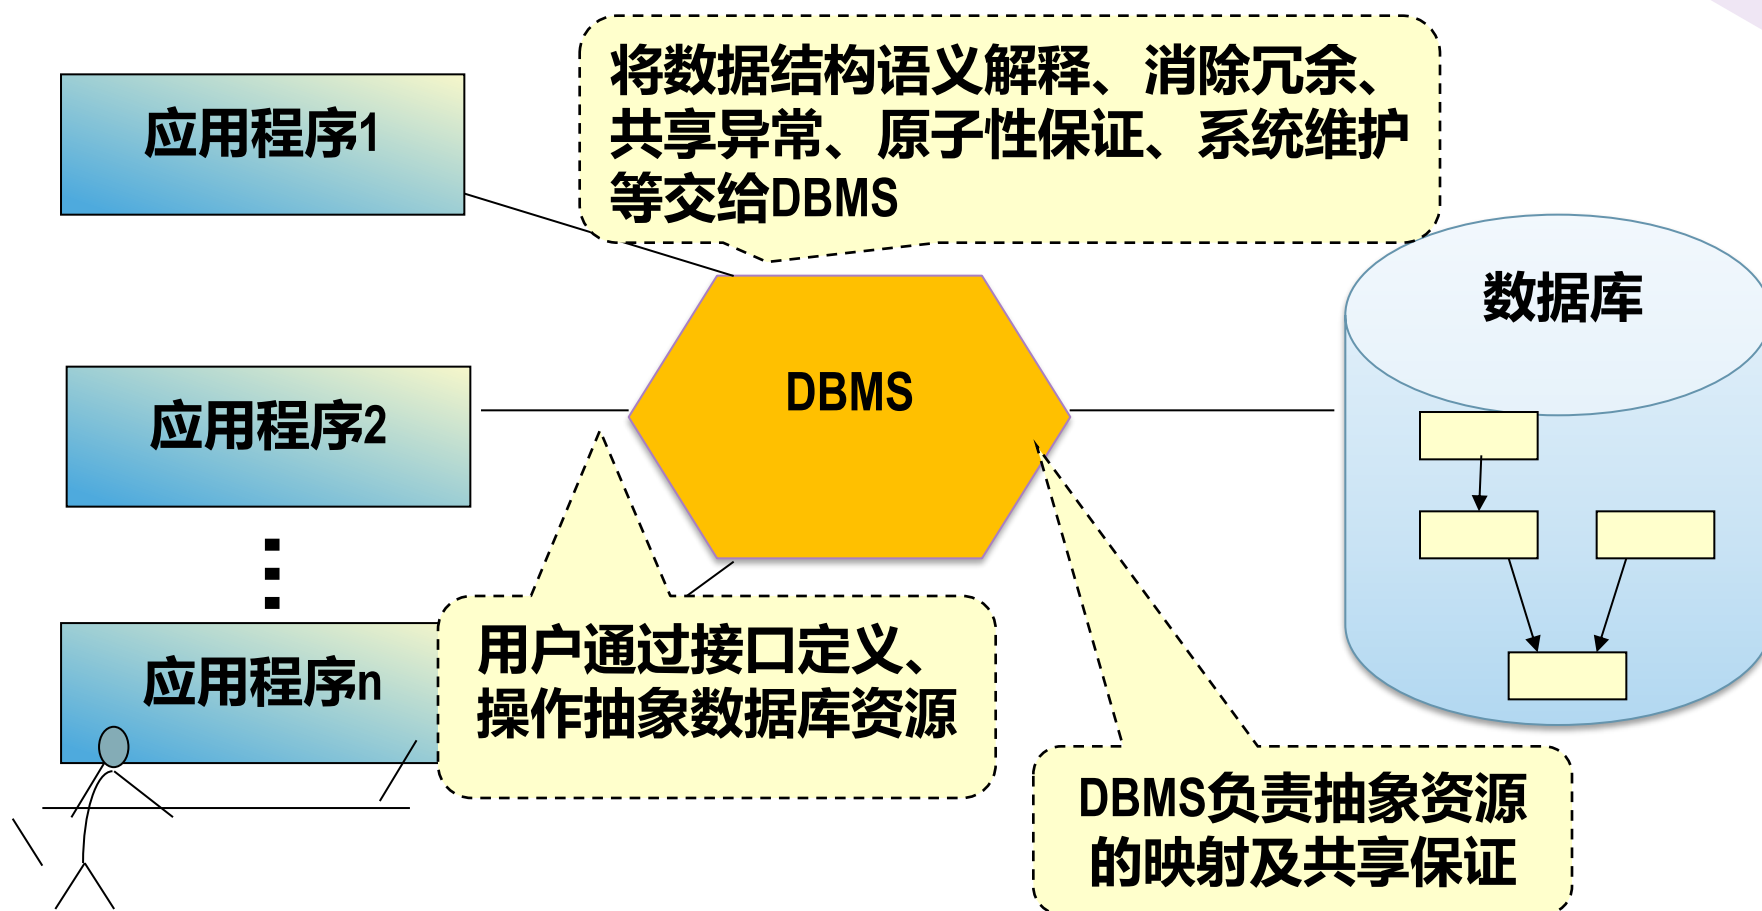 将数据结构语义解释、消除冗余、
共享异常、原子性保证、系统维护
等交给DBMS
应用程序1
数据库
DBMS
应用程序2
用户通过接口定义、
操作抽象数据库资源
应用程序n
DBMS负责抽象资源
的映射及共享保证